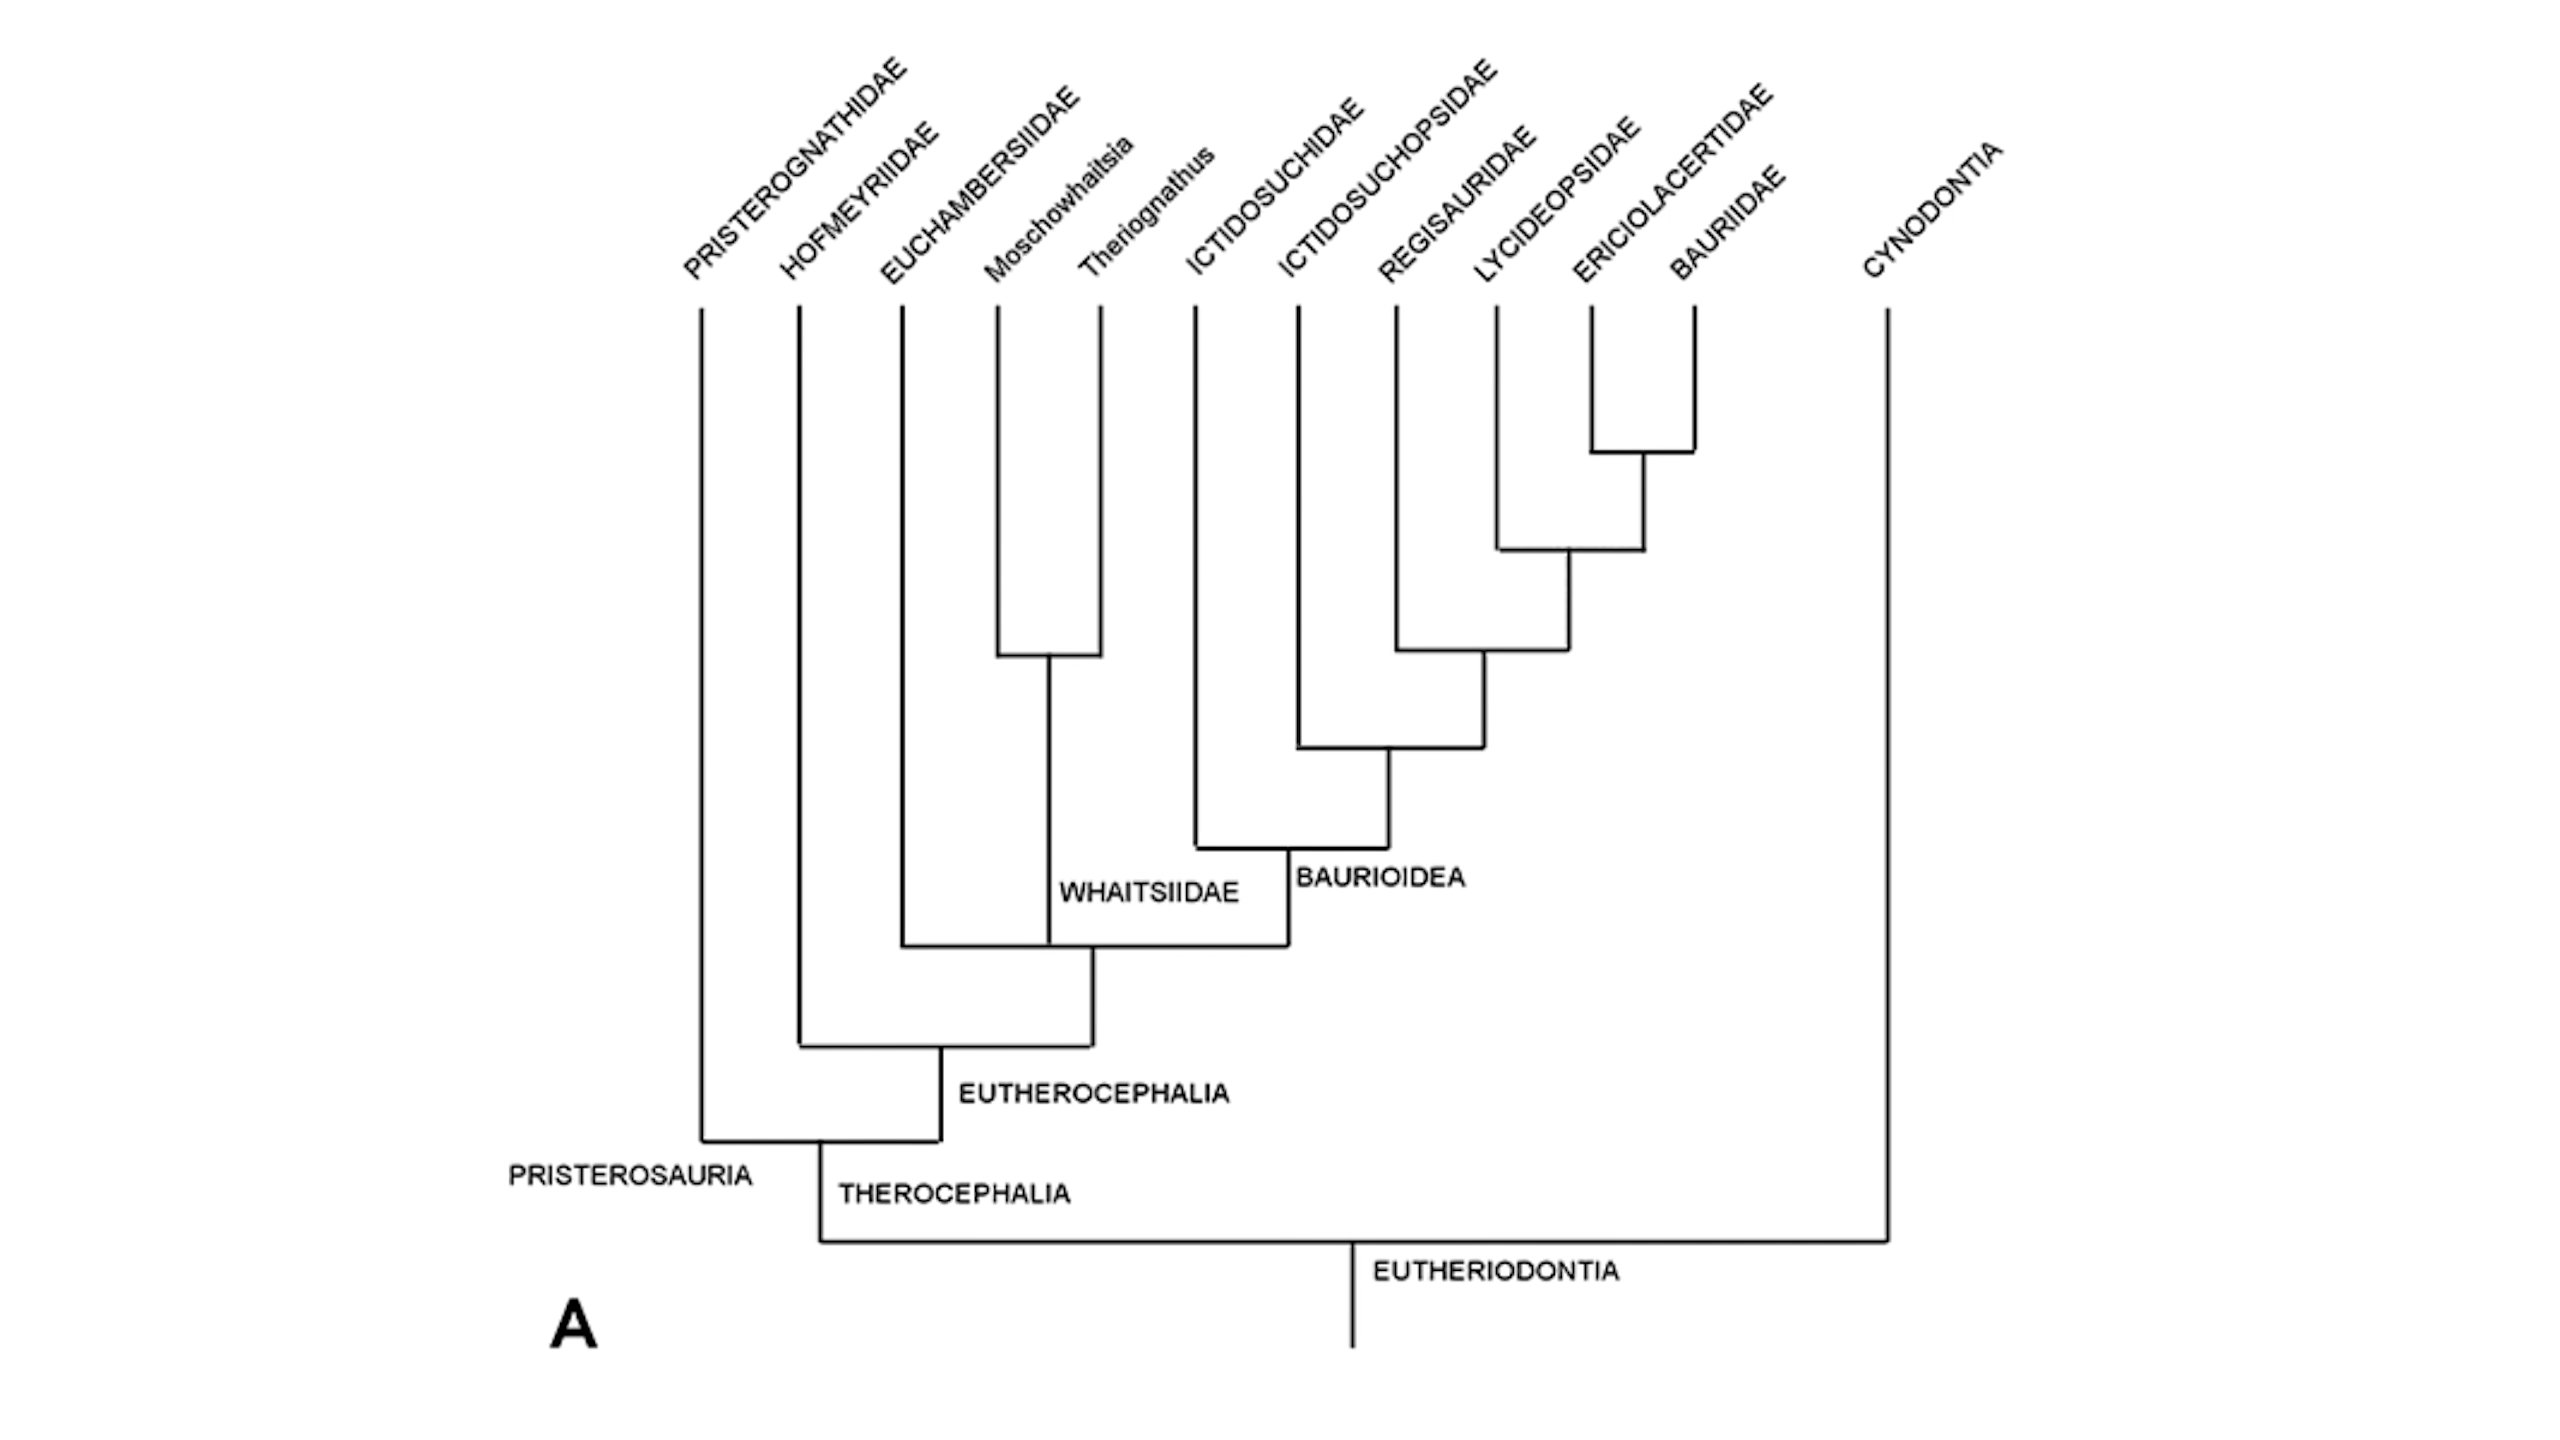 PRISTEROGNATHIDAE
HOFMEYRIIDAE
EUCHAMBERSIIDAE
Moschowhaitsia
Theriognathus
ICTIDOSUCHIDAE
ICTIDOSUCHOPSIDAE
REGISAURIDAE
LYCIDEOPSIDAE
ERICIOLACERTIDAE
BAURIIDAE
CYNODONTIA
BAURIOIDEA
WHAITSIIDAE
EUTHEROCEPHALIA
PRISTEROSAURIA
THEROCEPHALIA
EUTHERIODONTIA
A